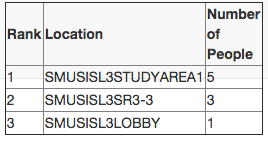 Rank Location Number of People
1 SMUSISL3STUDYAREA1 5
2 SMUSISL3SR3-3 3
3 SMUSISL3LOBBY 1